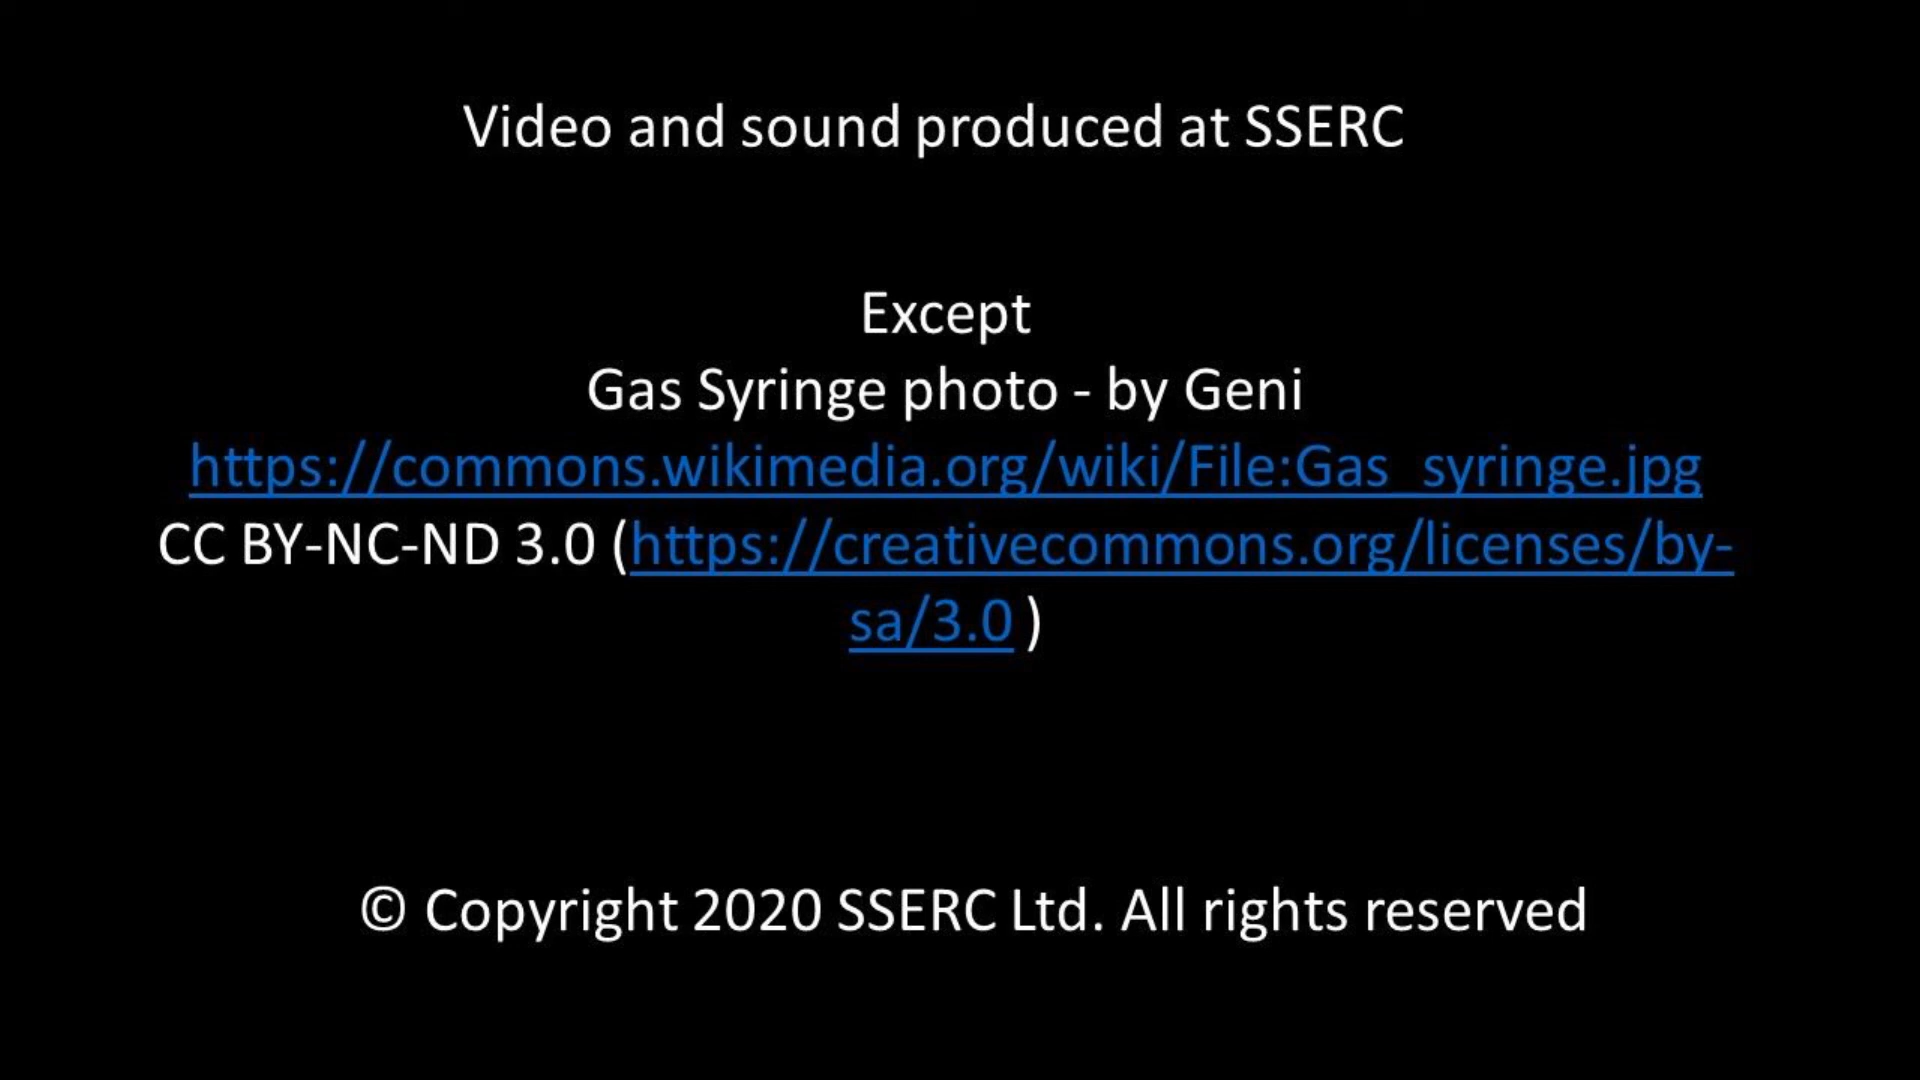 Video and sound produced at SSERC
Except
Gas Syringe photo - by Geni
https://commons.wikimedia.org/wiki/File:Gas_syringe.jpg
CC BY-NC-ND 3.0 (https://creativecommons.org/licenses/by-
sa/3.0 )
© Copyright 2020 SSERC Ltd. All rights reserved